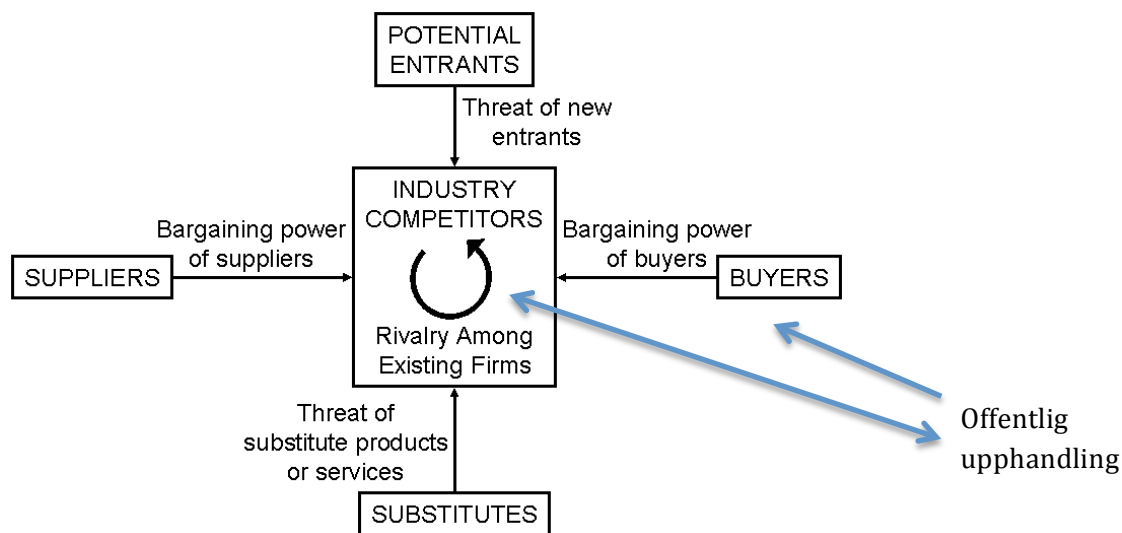 POTENTIAL
ENTRANTS
Threat of new
entrants
INDUSTRY
COMPETITORS
Bargaining power
of suppliers
Bargaining power
of buyers
SUPPLIERS
BUYERS
Rivalry Among
Existing Firms
Threat of
substitute products
or services
Offentlig
upphandling
SUBSTITUTES